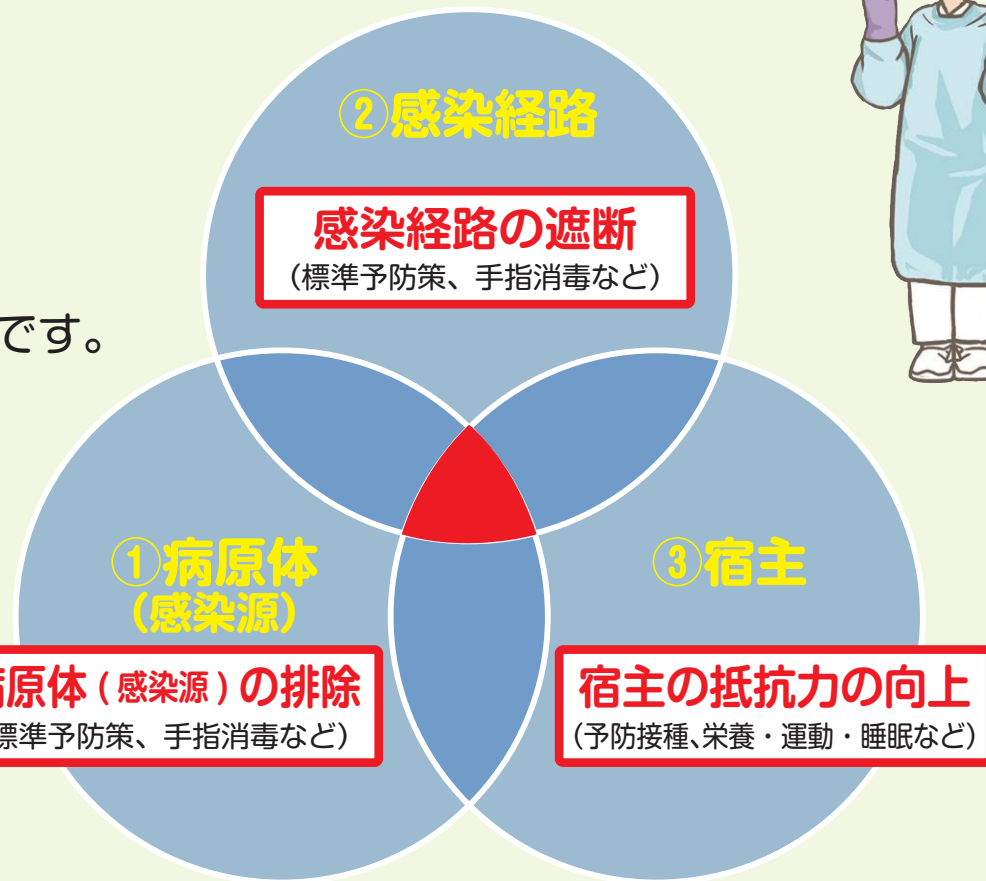 ②感染経路
感染経路の遮断
(標準予防策、手指消毒など)
です。
①病原体
(感染源)
原体(感染源)の排除
標準予防策、手指消毒など)
③宿主
宿主の抵抗力の向上
(予防接種、栄養・運動・睡眠など)